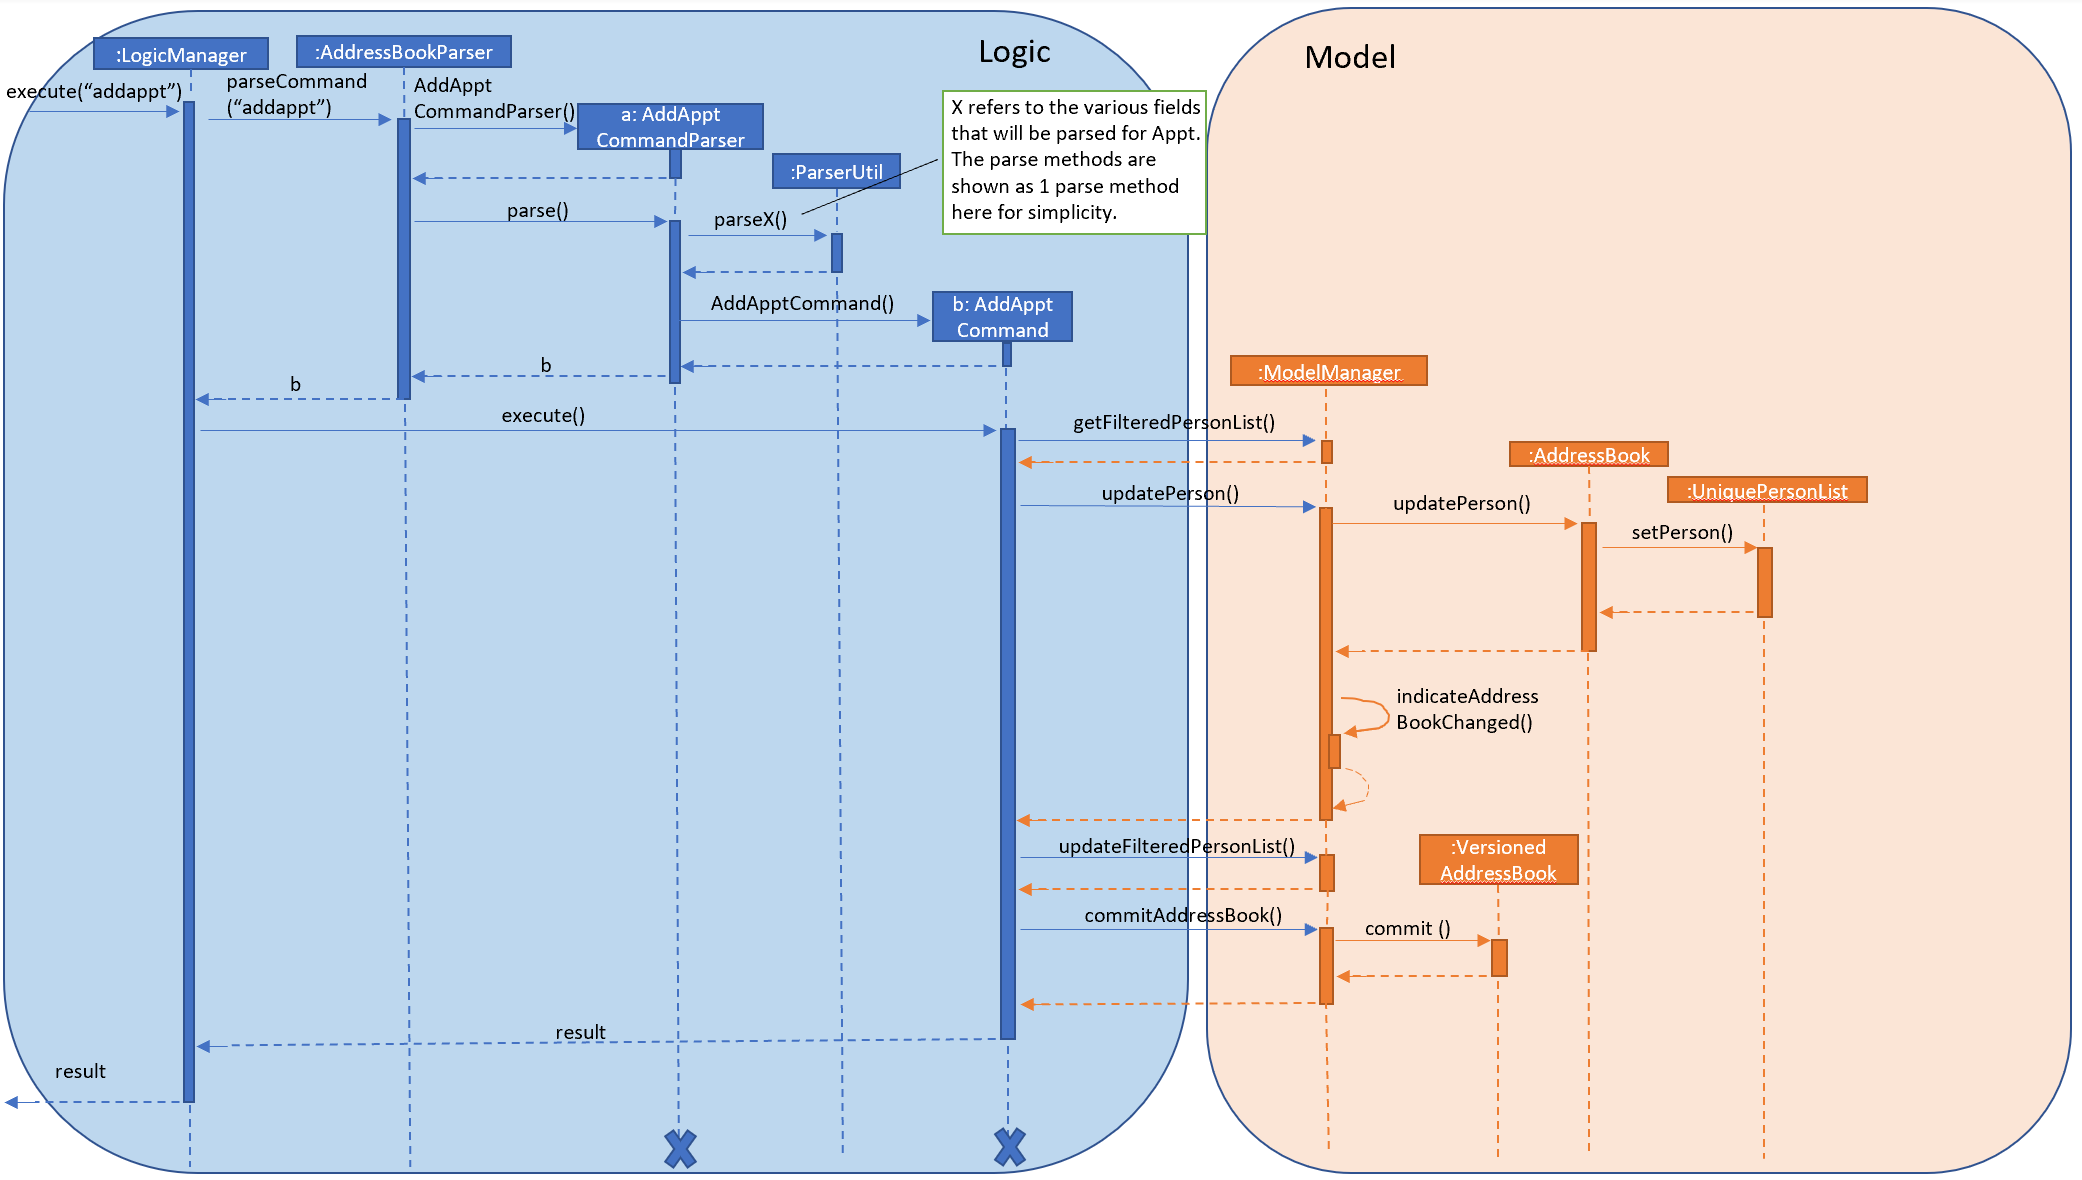 Logic
Model
:LogicManager
:AddressBookParser
execute(“addappt”)
parseCommand
(“addappt”)
AddAppt
CommandParser()
a: AddAppt
CommandParser
:ParserUtil
X refers to the various fields
that will be parsed for Appt.
The parse methods are
shown as 1 parse method
here for simplicity.
parse()
parseX()
AddApptCommand()
b: AddAppt
Command
b
b
:ModelManager
execute()
getFilteredPersonList()
:AddressBook
:UniquePersonList
updatePerson()
updatePerson()
setPerson()
indicateAddress
BookChanged()
updateFilteredPersonList()
:Versioned
AddressBook
commitAddressBook()
commit ()
result
result